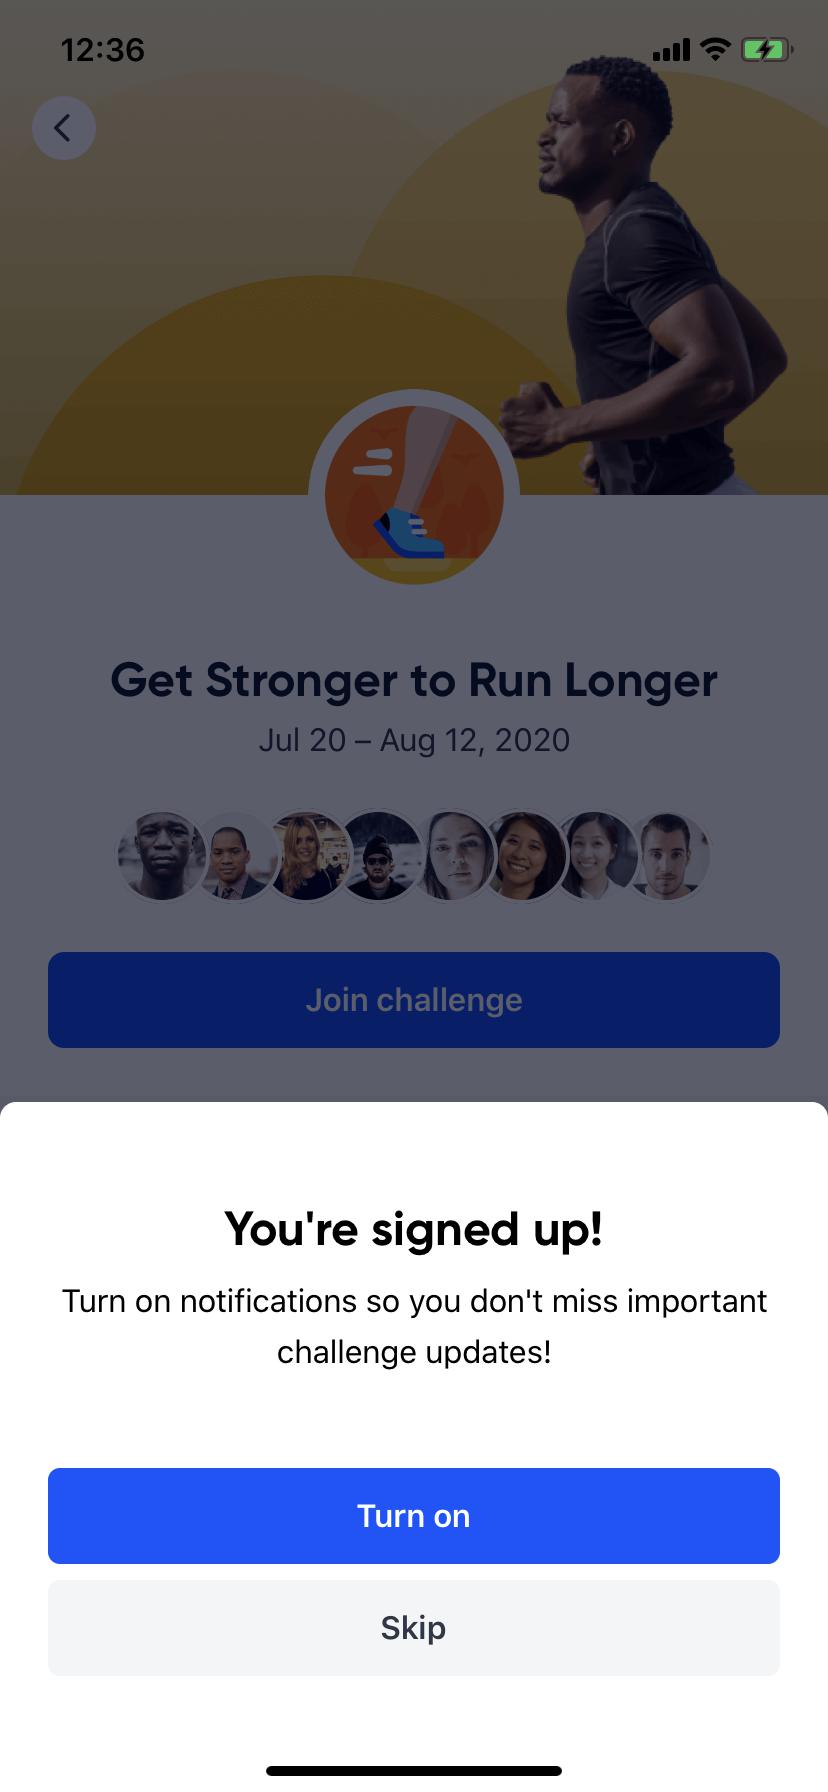 12:36
Get Stronger to Run Longer
Jul 20 – Aug 12, 2020
Join challenge
You're signed up!
Turn on notifications so you don't miss important
challenge updates!
Turn on
Skip